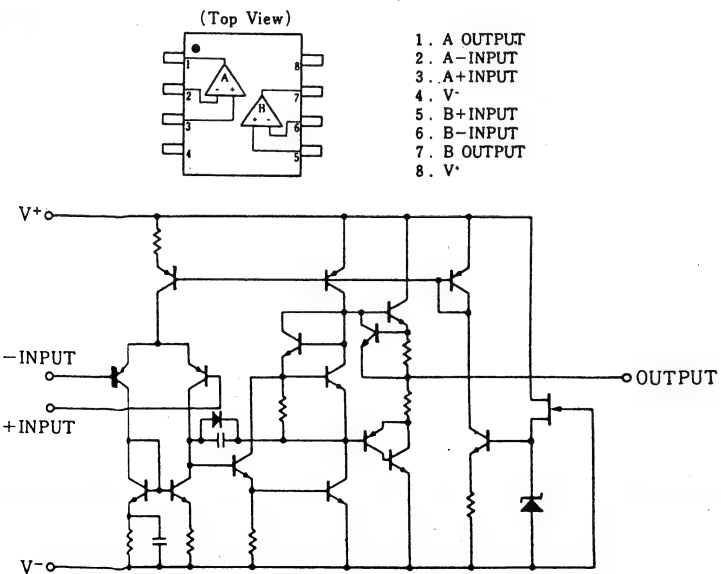 (Top View)
1
2
3
4
A
- +
B
+ -
8
7
6
5
1. A OUTPUT
2. A-INPUT
3. A+INPUT
4. V-
5. B+INPUT
6. B-INPUT
7. B OUTPUT
8. V+
V+
-INPUT
+INPUT
OUTPUT
V-